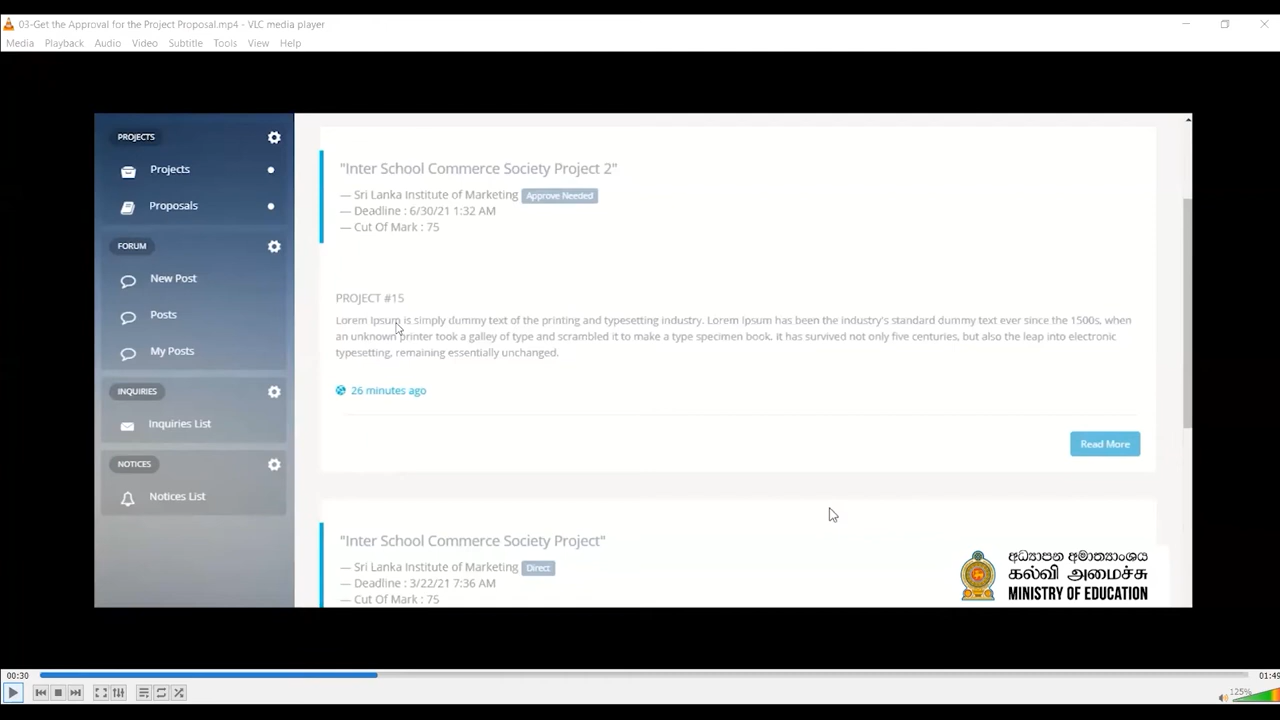 03-Get the Approval for the Project Proposal.mp4 - VLC media player
Media Playback Audio Video Subtitle Tools View Help
PROJECTS
Projects
Proposals
FORUM
New Post
Posts
My Posts
INQUIRIES
Inquiries List
NOTICES
Notices List
"Inter School Commerce Society Project 2"
— Sri Lanka Institute of Marketing Approve Needed
— Deadline : 6/30/21 1:32 AM
— Cut Of Mark : 75
PROJECT #15
Lorem Ipsum is simply dummy text of the printing and typesetting industry. Lorem Ipsum has been the industry's standard dummy text ever since the 1500s, when
an unknown printer took a galley of type and scrambled it to make a type specimen book. It has survived not only five centuries, but also the leap into electronic
typesetting, remaining essentially unchanged.
26 minutes ago
Read More
"Inter School Commerce Society Project"
— Sri Lanka Institute of Marketing Direct
— Deadline : 3/22/21 7:36 AM
— Cut Of Mark : 75
අධ්‍යාපන අමාත්‍යාංශය
கல்வி அமைச்சு
MINISTRY OF EDUCATION
00:30
01:49
125%